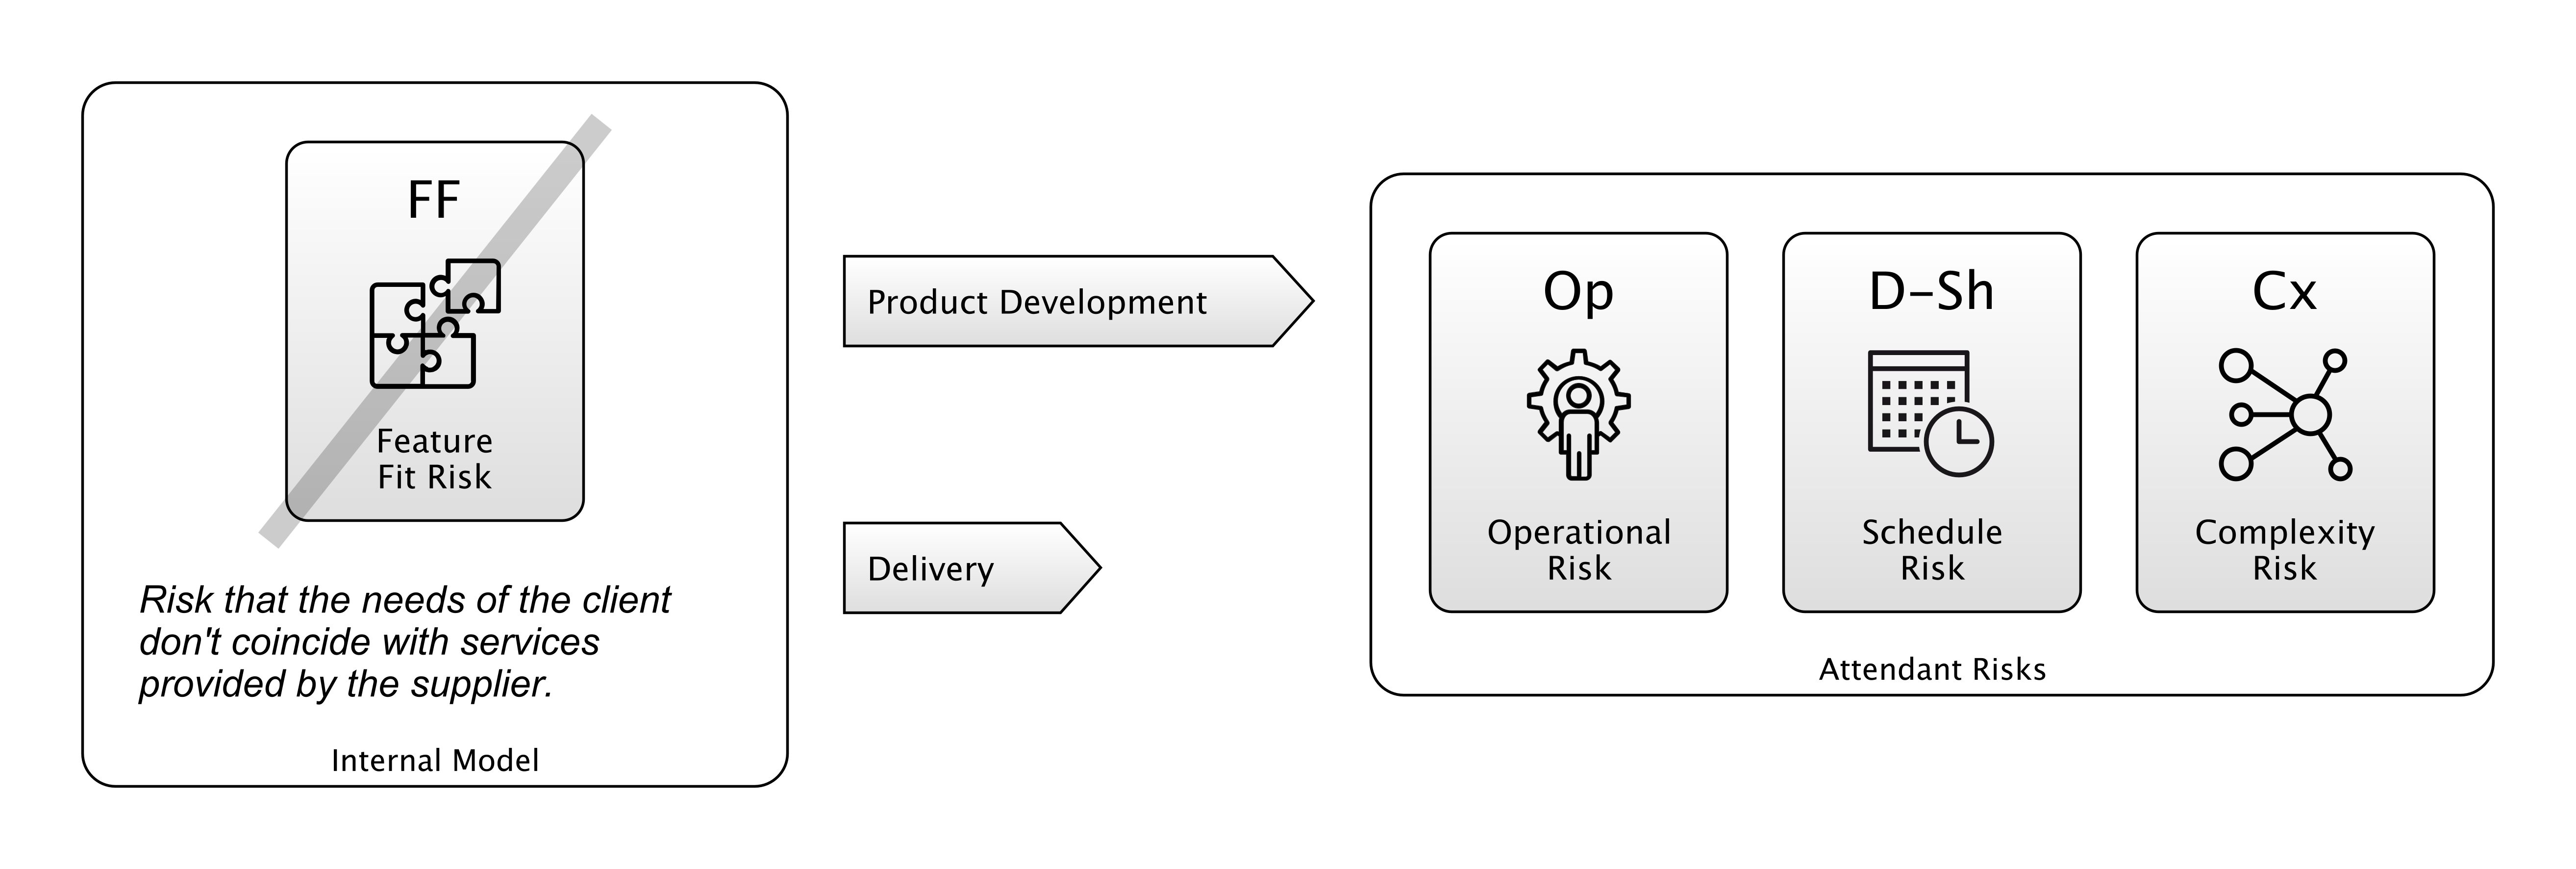 FF
Feature
Fit Risk
Risk that the needs of the client
don't coincide with services
provided by the supplier.
Internal Model
Product Development
Delivery
Op
Operational
Risk
D-Sh
Schedule
Risk
Cx
Complexity
Risk
Attendant Risks